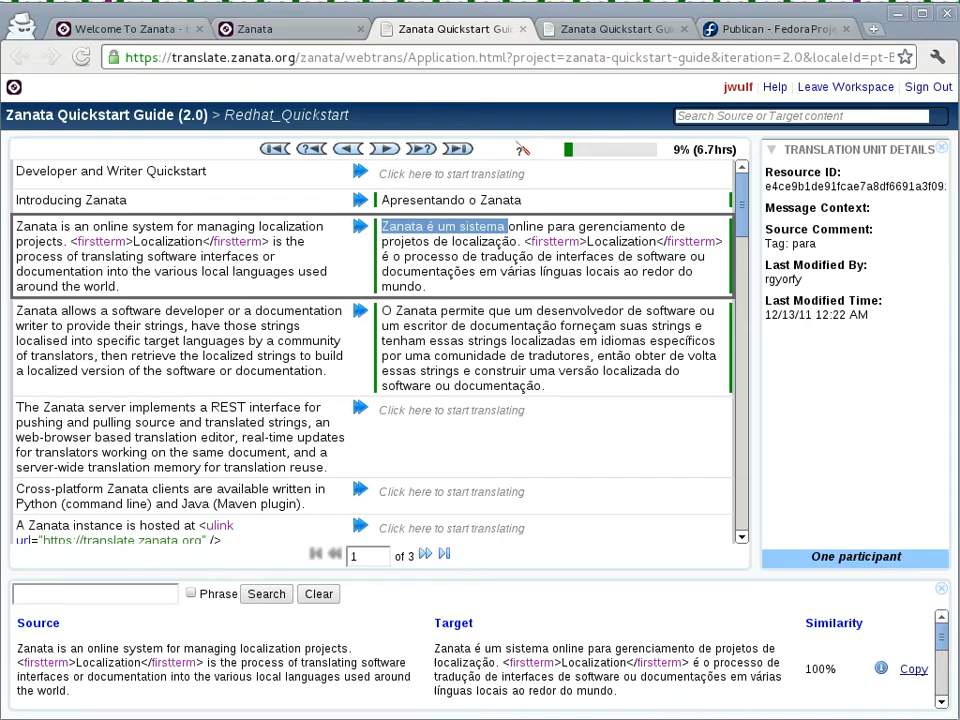 Welcome To Zanata - t
Zanata
Zanata Quickstart Gui
Zanata Quickstart Gui
Publican - FedoraProje
https://translate.zanata.org/zanata/webtrans/Application.html?project=zanata-quickstart-guide&iteration=2.0&localeId=pt-B
jwulf | Help | Leave Workspace | Sign Out
Zanata Quickstart Guide (2.0) > Redhat_Quickstart
Search Source or Target content
9% (6.7hrs)
Developer and Writer Quickstart
Click here to start translating
Introducing Zanata
Apresentando o Zanata
Zanata is an online system for managing localization
projects. <firstterm>Localization</firstterm> is the
process of translating software interfaces or
documentation into the various local languages used
around the world.
Zanata é um sistema online para gerenciamento de
projetos de localização. <firstterm>Localization</firstterm>
é o processo de tradução de interfaces de software ou
documentações em várias línguas locais ao redor do
mundo.
Zanata allows a software developer or a documentation
writer to provide their strings, have those strings
localised into specific target languages by a community
of translators, then retrieve the localized strings to build
a localized version of the software or documentation.
O Zanata permite que um desenvolvedor de software ou
um escritor de documentação forneçam suas strings e
tenham essas strings localizadas em idiomas específicos
por uma comunidade de tradutores, então obter de volta
essas strings e construir uma versão localizada do
software ou documentação.
The Zanata server implements a REST interface for
pushing and pulling source and translated strings, an
web-browser based translation editor, real-time updates
for translators working on the same document, and a
server-wide translation memory for translation reuse.
Click here to start translating
Cross-platform Zanata clients are available written in
Python (command line) and Java (Maven plugin).
Click here to start translating
A Zanata instance is hosted at <ulink
url="https://translate.zanata.org" />
Click here to start translating
1 of 3
TRANSLATION UNIT DETAILS
Resource ID:
e4ce9b1de91fcae7a8df6691a3f09
Message Context:
Source Comment:
Tag: para
Last Modified By:
rgyorfy
Last Modified Time:
12/13/11 12:22 AM
One participant
Phrase Search Clear
Source
Target
Similarity
Zanata is an online system for managing localization projects.
<firstterm>Localization</firstterm> is the process of translating software
interfaces or documentation into the various local languages used around
the world.
Zanata é um sistema online para gerenciamento de projetos de
localização. <firstterm>Localization</firstterm> é o processo de
tradução de interfaces de software ou documentações em várias
línguas locais ao redor do mundo.
100%
Copy